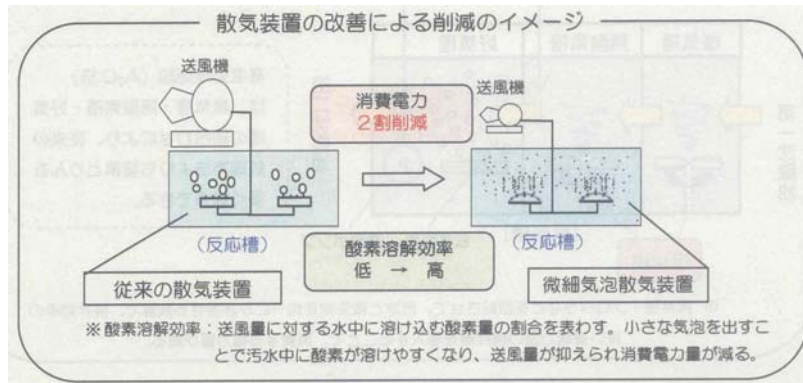 散気装置の改善による削減のイメージ
送風機
消費電力
2割削減
送風機
(反応槽)
酸素溶解効率
低 → 高
(反応槽)
従来の散気装置
微細気泡散気装置
※酸素溶解効率：送風量に対する水中に溶け込む酸素量の割合を表わす。小さな気泡を出すこ
とで汚水中に酸素が溶けやすくなり、送風量が抑えられ消費電力量が減る。